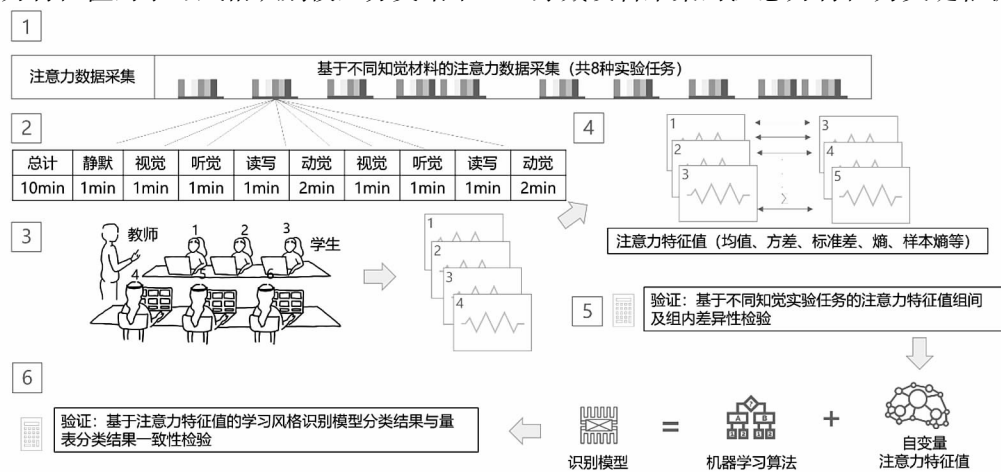 1
注意力数据采集
基于不同知觉材料的注意力数据采集（共8种实验任务）
2
总计 静默 视觉 听觉 读写 动觉 视觉 听觉 读写 动觉
10min 1min 1min 1min 1min 2min 1min 1min 1min 2min
3
教师
1 2 3
学生
4 5 6
1
2
3
4
4
1
2
3
3
4
5
注意力特征值（均值、方差、标准差、熵、样本熵等）
5
验证：基于不同知觉实验任务的注意力特征值组间
及组内差异性检验
6
验证：基于注意力特征值的学习风格识别模型分类结果与量
表分类结果一致性检验
识别模型
=
A B
1 2 1 2
机器学习算法
+
自变量
注意力特征值